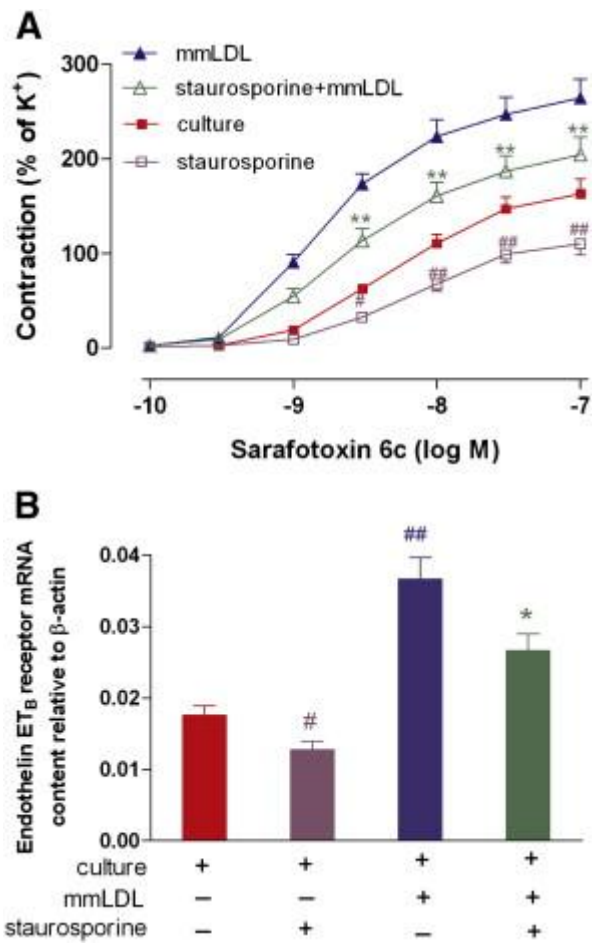 A
mmLDL
staurosporine+mmLDL
culture
staurosporine
Contraction (% of K+)
300
200
100
0
** ** ** **
# ## ## ##
-10 -9 -8 -7
Sarafotoxin 6c (log M)
B
Endothelin ETB receptor mRNA
content relative to β-actin
0.04
0.03
0.02
0.01
0.00
# ## *
culture + + + +
mmLDL – – + +
staurosporine – + – +